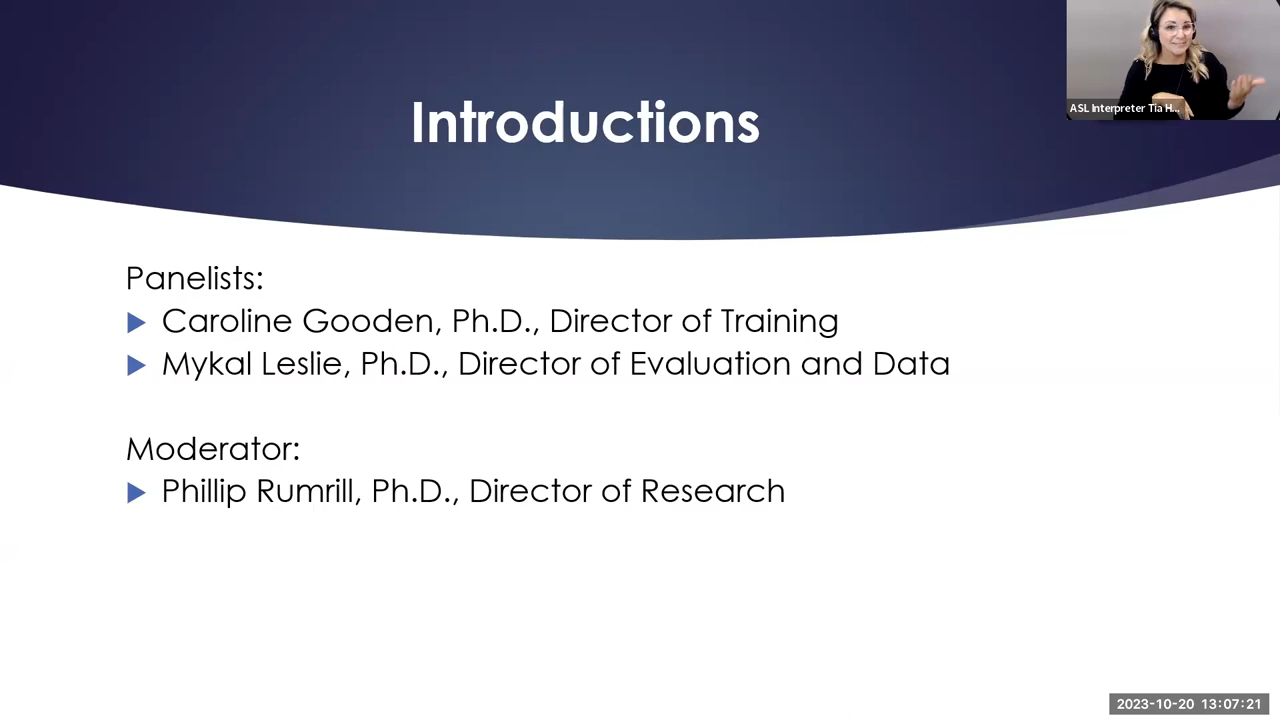 ASL Interpreter Tia H...
Introductions
Panelists:
Caroline Gooden, Ph.D., Director of Training
Mykal Leslie, Ph.D., Director of Evaluation and Data
Moderator:
Phillip Rumrill, Ph.D., Director of Research
2023-10-20 13:07:21